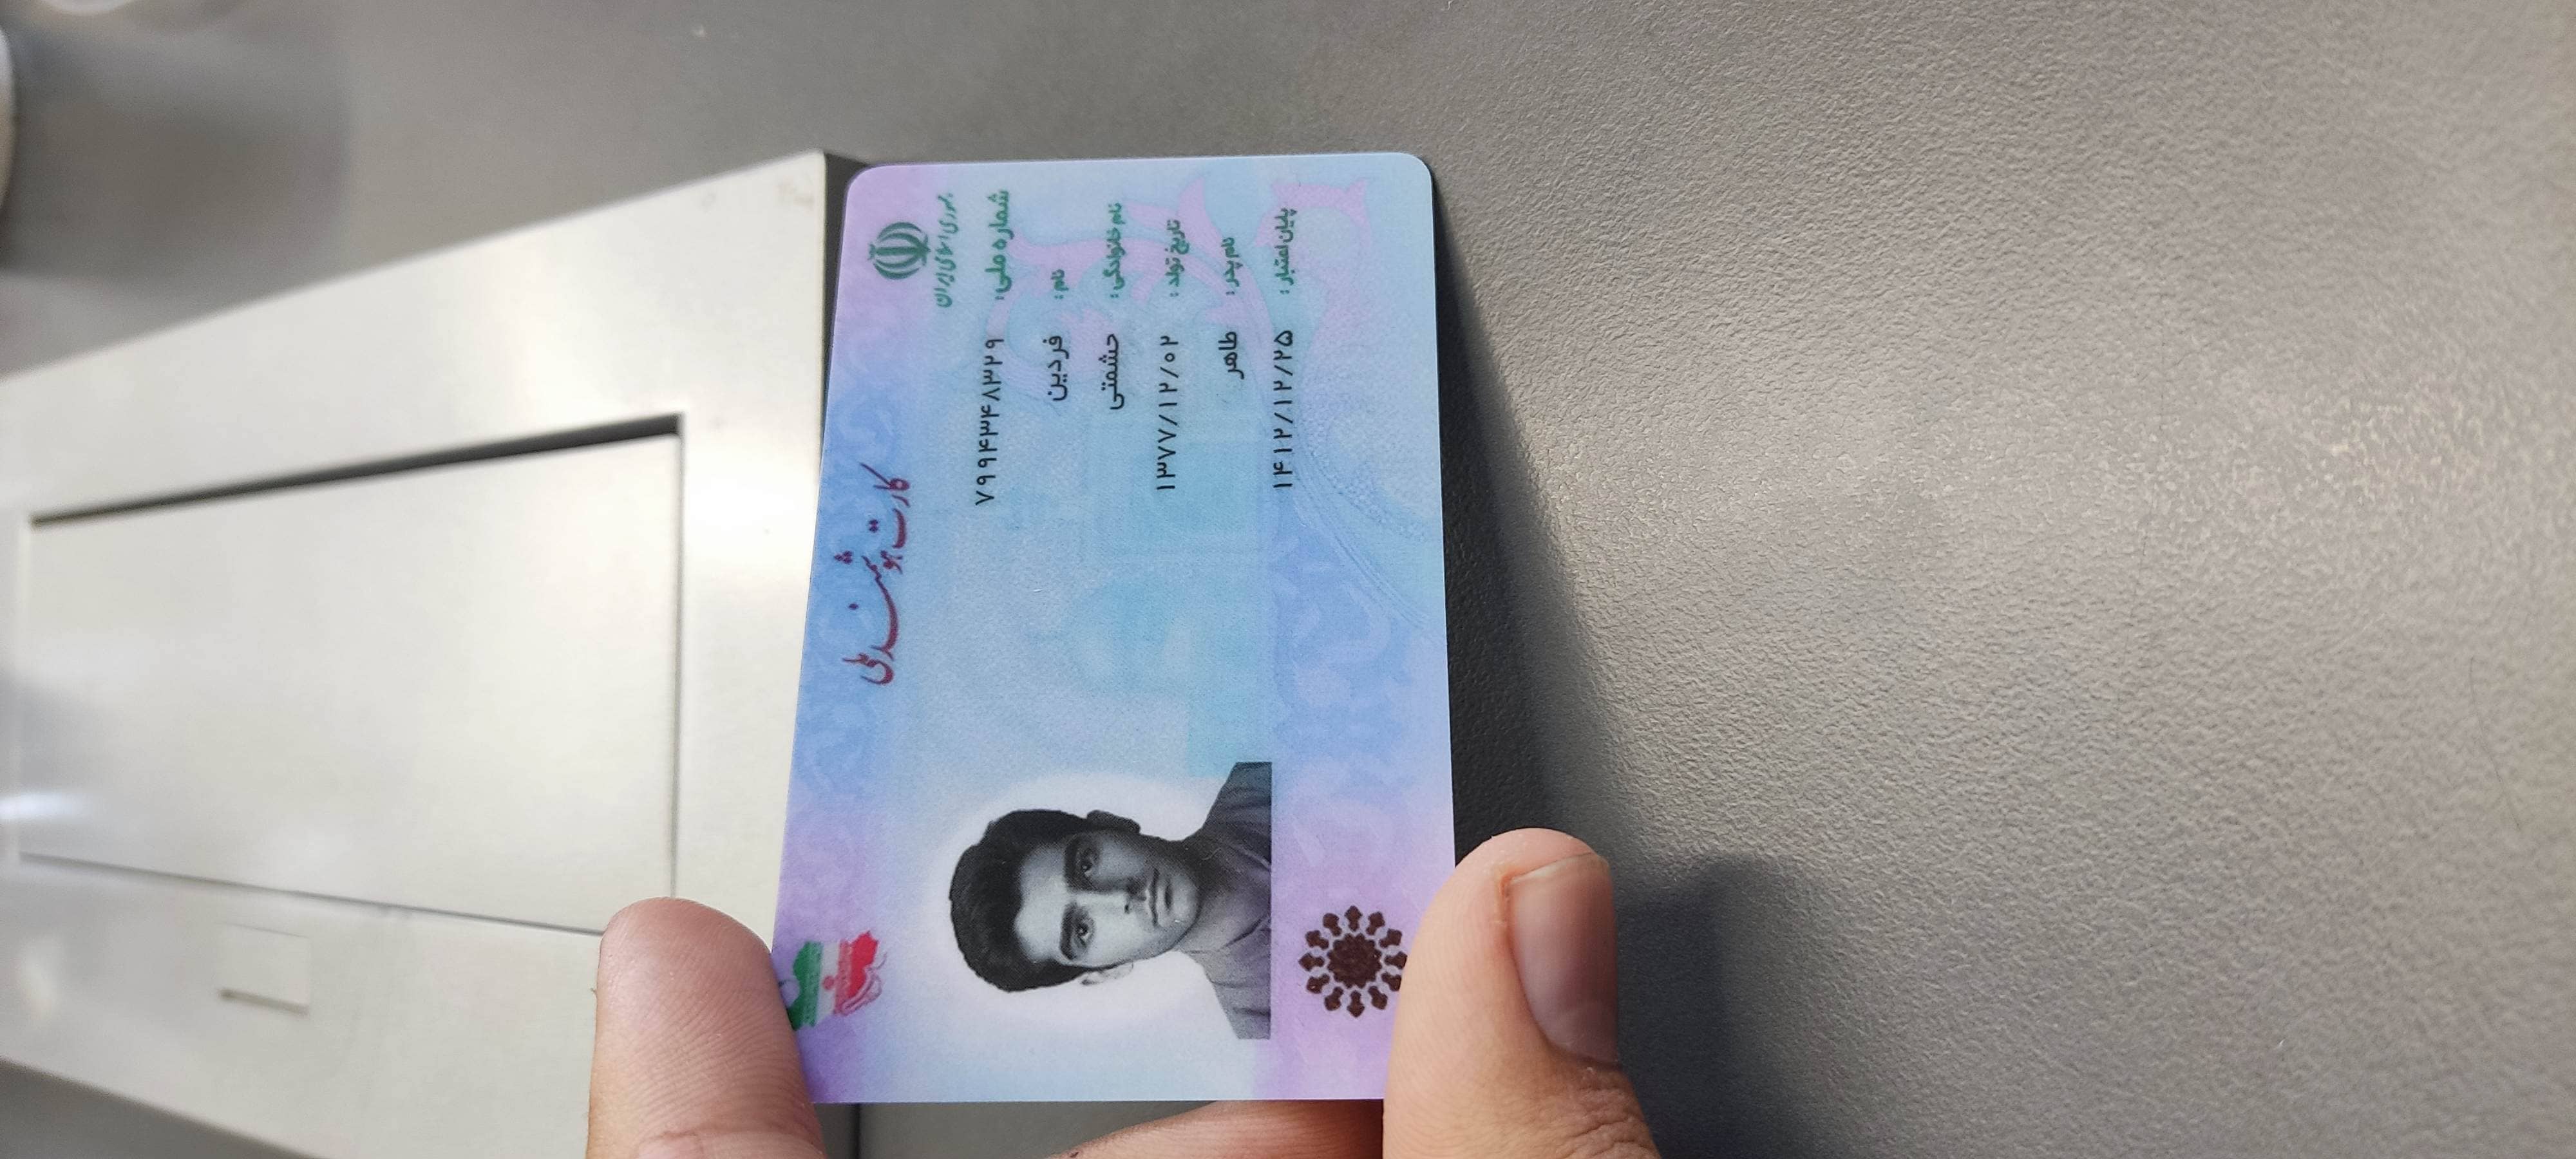 کارت هوشمند ملی
جمهوری اسلامی ایران
شماره ملی: ۷۹۹۴۳۴۸۳۲۹
نام: فردین
نام خانوادگی: حشمتی
تاریخ تولد: ۱۳۷۷/۱۲/۰۲
نام پدر: طاهر
پایان اعتبار: ۱۴۱۲/۱۲/۲۵